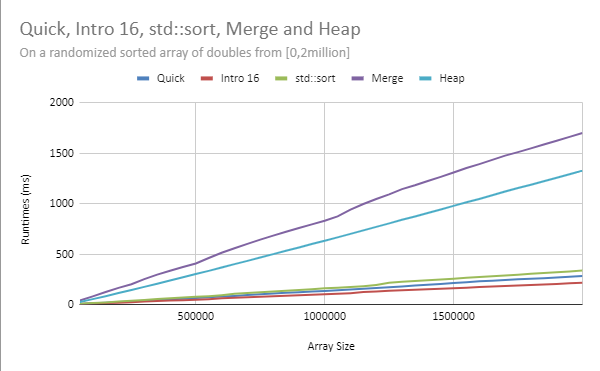 Quick, Intro 16, std::sort, Merge and Heap
On a randomized sorted array of doubles from [0,2million]
Quick Intro 16 std::sort Merge Heap
2000
1500
1000
500
0
Runtimes (ms)
500000 1000000 1500000
Array Size